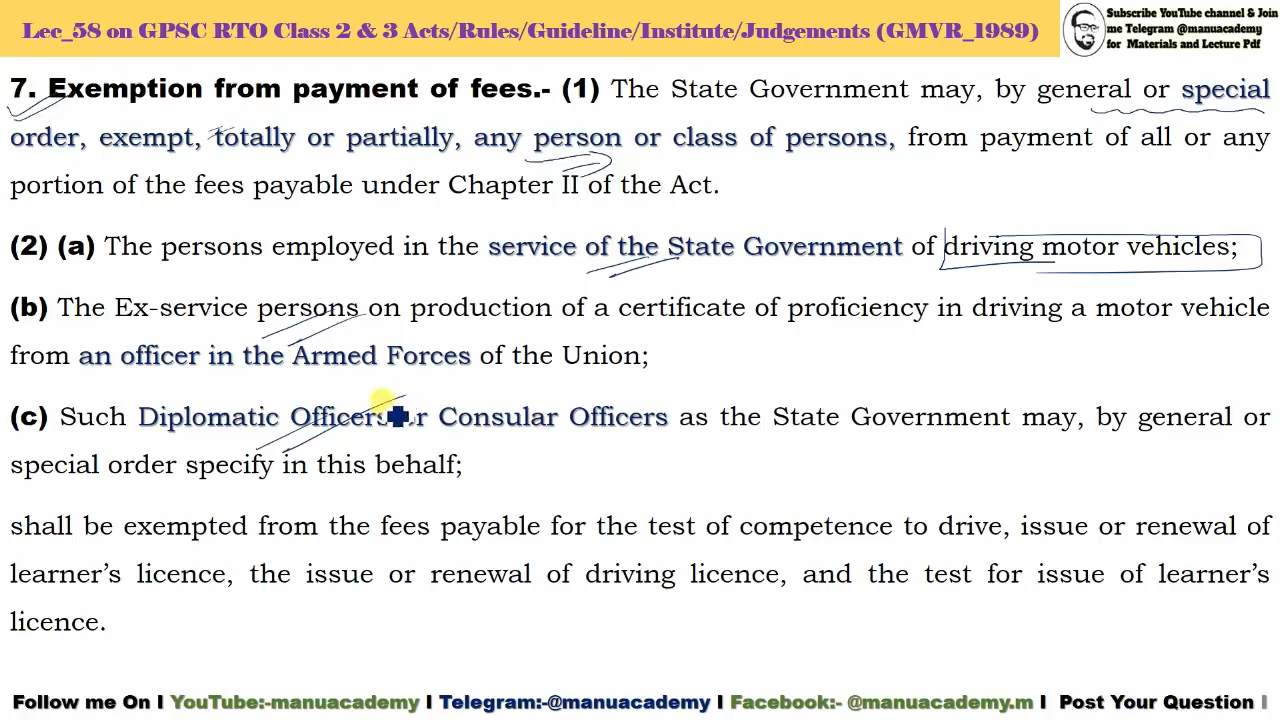 Lec_58 on GPSC RTO Class 2 & 3 Acts/Rules/Guideline/Institute/Judgements (GMVR_1989)
Subscribe YouTube channel & Join
me Telegram @manuacademy
for Materials and Lecture Pdf
7. Exemption from payment of fees.- (1) The State Government may, by general or special
order, exempt, totally or partially, any person or class of persons, from payment of all or any
portion of the fees payable under Chapter II of the Act.
(2) (a) The persons employed in the service of the State Government of driving motor vehicles;
(b) The Ex-service persons on production of a certificate of proficiency in driving a motor vehicle
from an officer in the Armed Forces of the Union;
(c) Such Diplomatic Officers or Consular Officers as the State Government may, by general or
special order specify in this behalf;
shall be exempted from the fees payable for the test of competence to drive, issue or renewal of
learner's licence, the issue or renewal of driving licence, and the test for issue of learner's
licence.
Follow me On I YouTube:-manuacademy I Telegram:-@manuacademy I Facebook:- @manuacademy.m I Post Your Question I